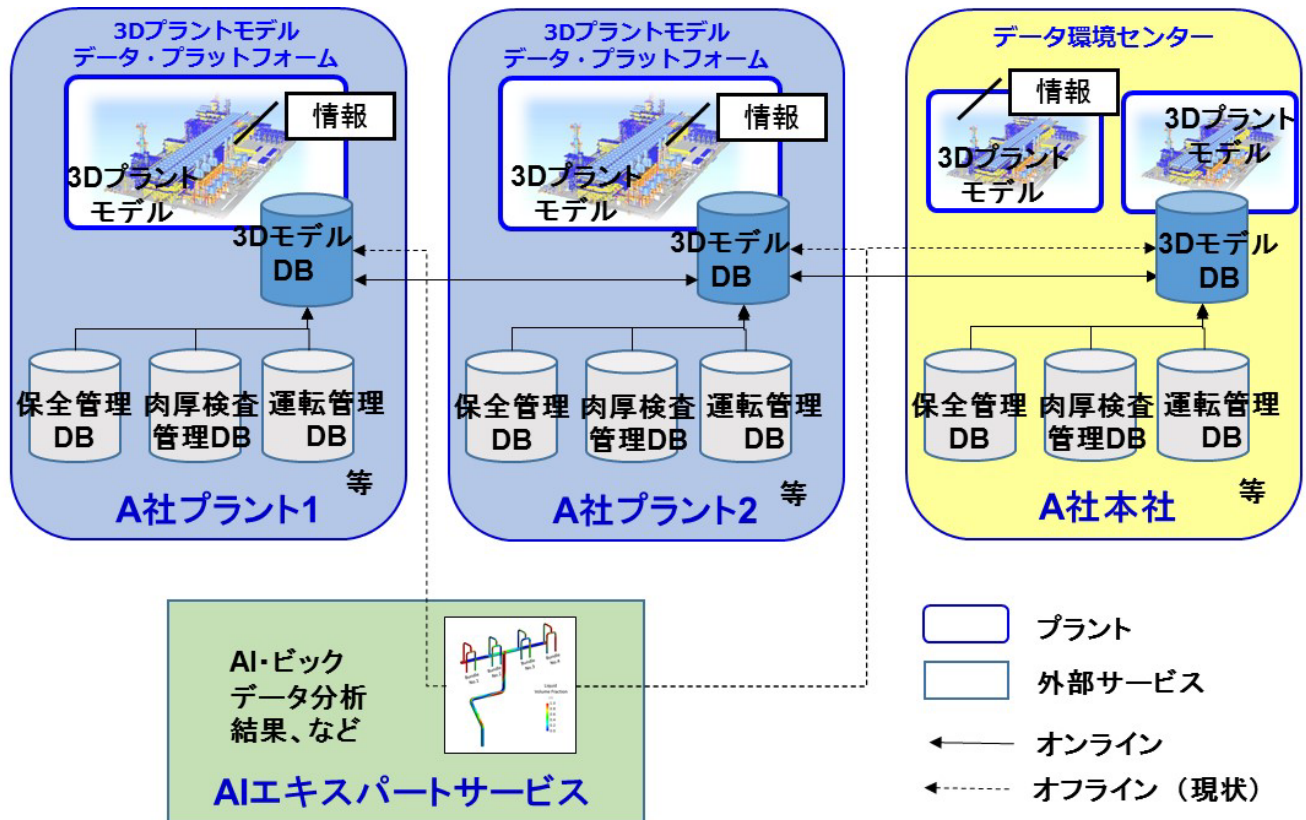 3Dプラントモデル
データ・プラットフォーム
情報
3Dプラント
モデル
3Dモデル
DB
保全管理
DB
肉厚検査
管理DB
運転管理
DB
等
A社プラント1
3Dプラントモデル
データ・プラットフォーム
情報
3Dプラント
モデル
3Dモデル
DB
保全管理
DB
肉厚検査
管理DB
運転管理
DB
等
A社プラント2
データ環境センター
情報
3Dプラント
モデル
3Dプラント
モデル
3Dモデル
DB
保全管理
DB
肉厚検査
管理DB
運転管理
DB
等
A社本社
AI・ビック
データ分析
結果、など
Liquid
Volume Fraction
AIエキスパートサービス
プラント
外部サービス
オンライン
オフライン（現状）